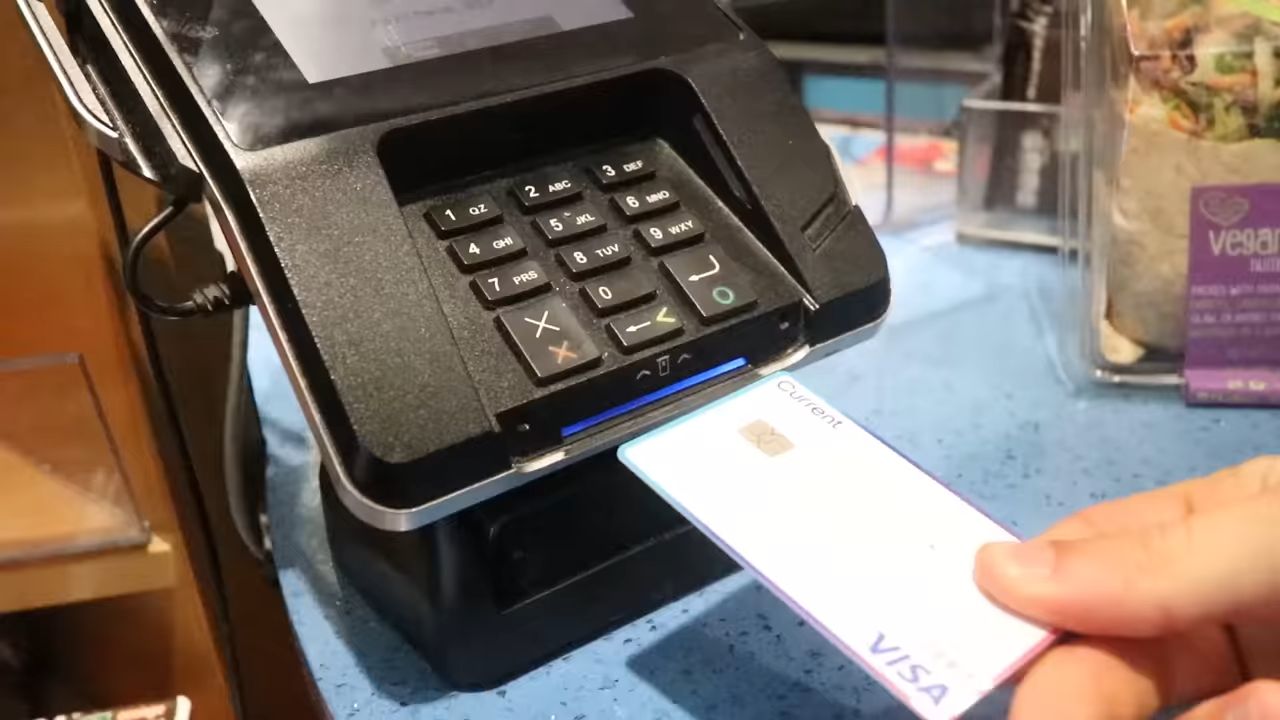 1 QZ
2 ABC
3 DEF
4 GHI
5 JKL
6 MNO
7 PRS
8 TUV
9 WXY
0
Current
VISA
vegan